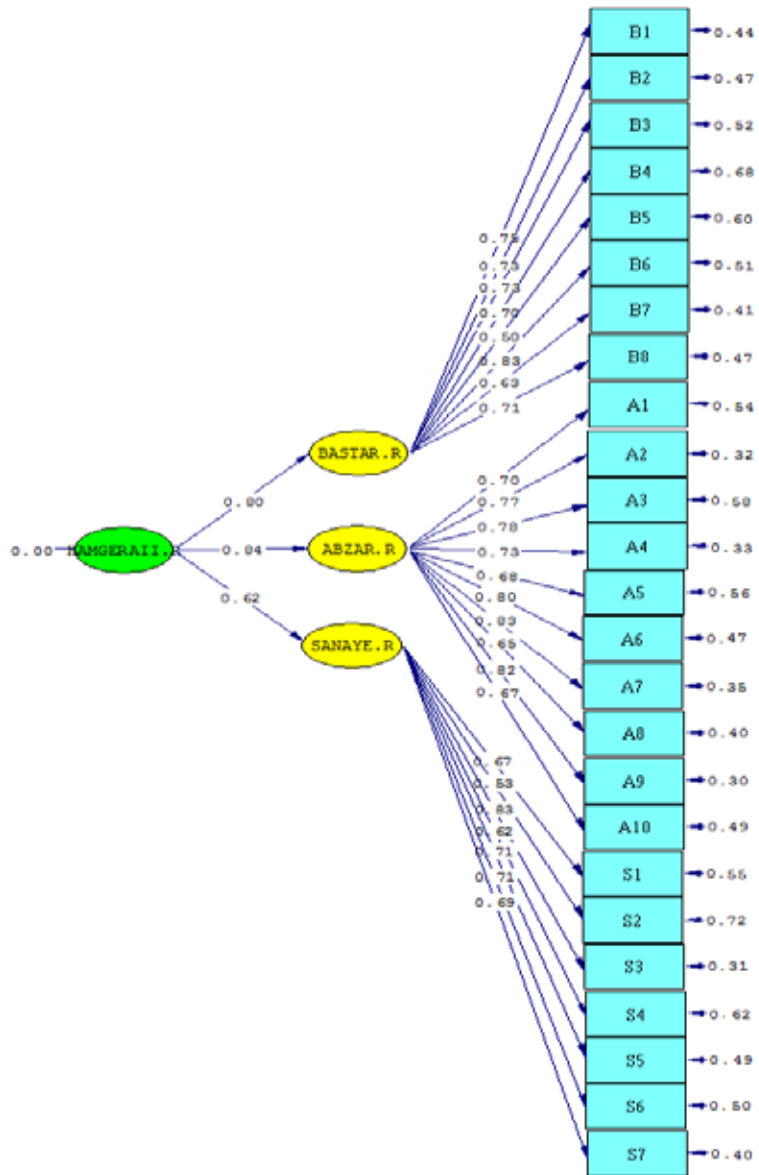 B1 0.44
B2 0.47
B3 0.52
B4 0.68
B5 0.60
B6 0.51
B7 0.41
B8 0.47
A1 0.54
A2 0.32
A3 0.58
A4 0.33
A5 0.56
A6 0.47
A7 0.35
A8 0.40
A9 0.30
A10 0.49
S1 0.55
S2 0.72
S3 0.31
S4 0.62
S5 0.49
S6 0.50
S7 0.40
0.75
0.73
0.73
0.70
0.50
0.83
0.63
0.71
BASTAR.R
0.80
0.70
0.77
0.78
0.73
0.68
0.80
0.83
0.65
0.82
0.67
0.00 HAMGERAII.R 0.84 ABZAR.R
0.62
SANAYE.R
0.67
0.53
0.83
0.62
0.71
0.71
0.69